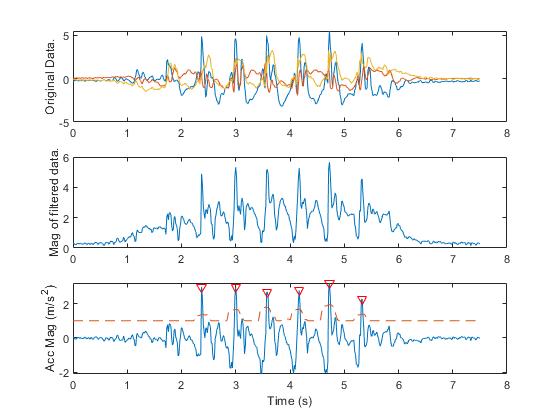 Original Data.
5
0
-5
0 1 2 3 4 5 6 7 8
Mag of filtered data.
6
4
2
0
0 1 2 3 4 5 6 7 8
Acc Mag (m/s²)
2
0
-2
0 1 2 3 4 5 6 7 8
Time (s)